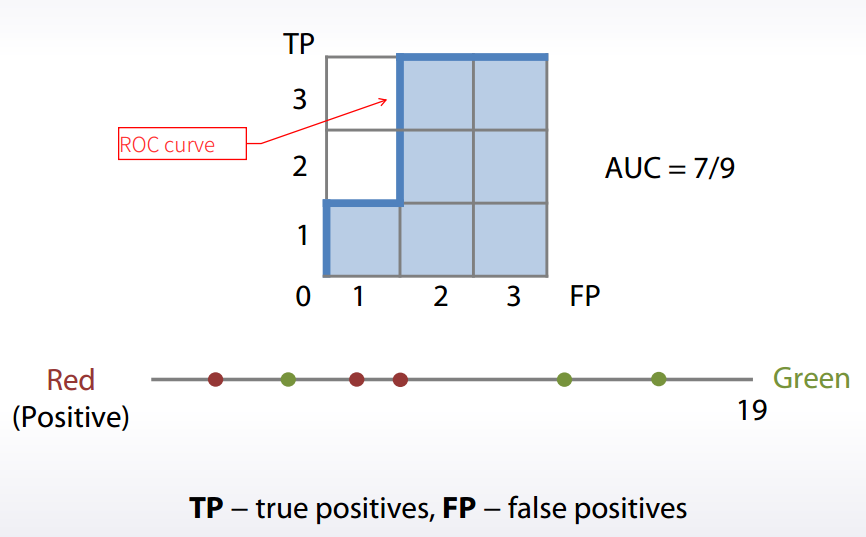 TP
3
ROC curve
2
AUC = 7/9
1
0 1 2 3 FP
Red
(Positive)
Green
19
TP – true positives, FP – false positives